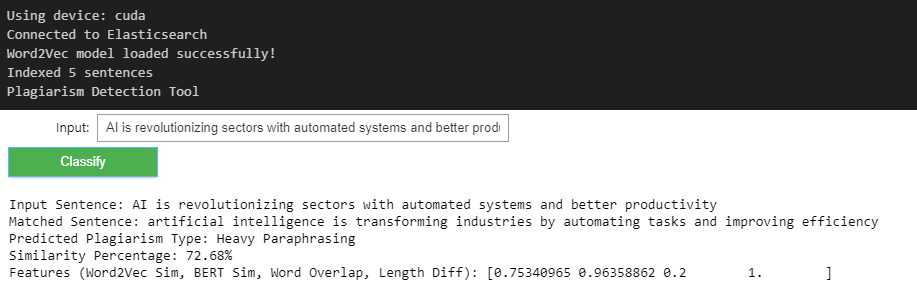 Using device: cuda
Connected to Elasticsearch
Word2Vec model loaded successfully!
Indexed 5 sentences
Plagiarism Detection Tool
Input: AI is revolutionizing sectors with automated systems and better produ
Classify
Input Sentence: AI is revolutionizing sectors with automated systems and better productivity
Matched Sentence: artificial intelligence is transforming industries by automating tasks and improving efficiency
Predicted Plagiarism Type: Heavy Paraphrasing
Similarity Percentage: 72.68%
Features (Word2Vec Sim, BERT Sim, Word Overlap, Length Diff): [0.75340965 0.96358862 0.2        1.        ]